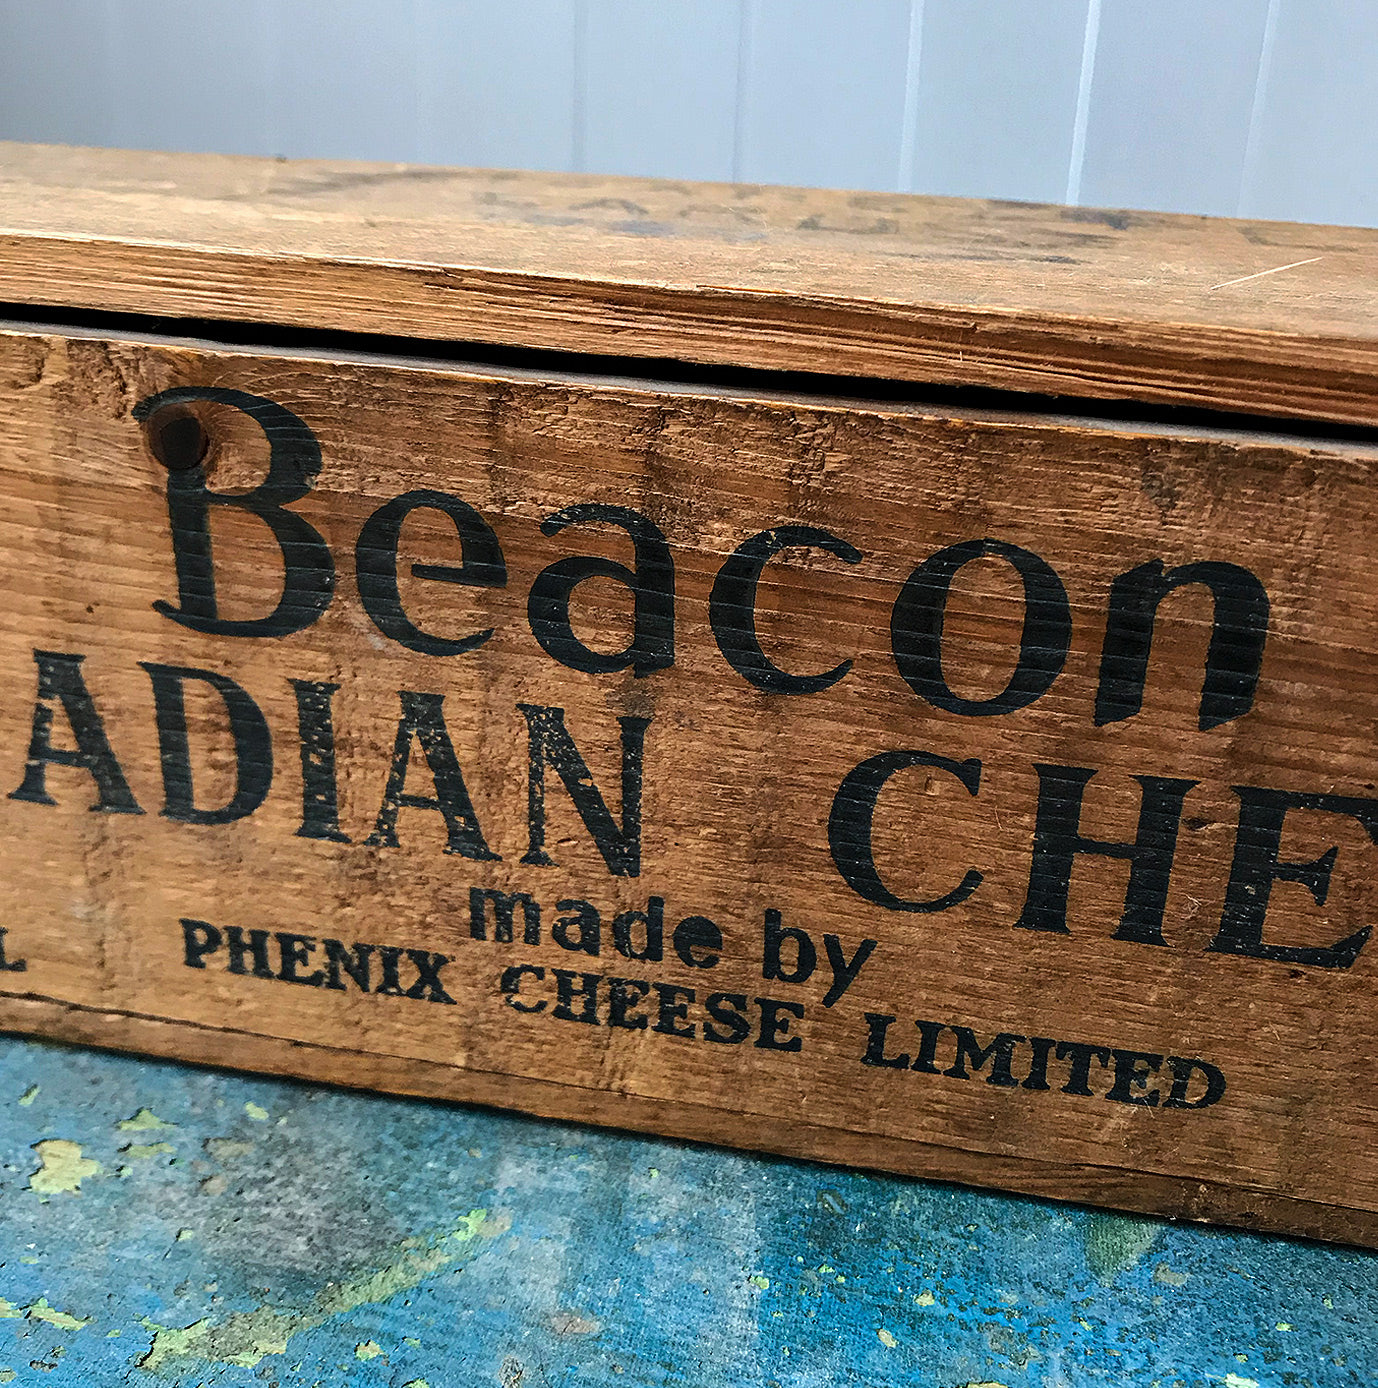 Beacon
ADIAN CHE
made by
L PHENIX CHEESE LIMITED